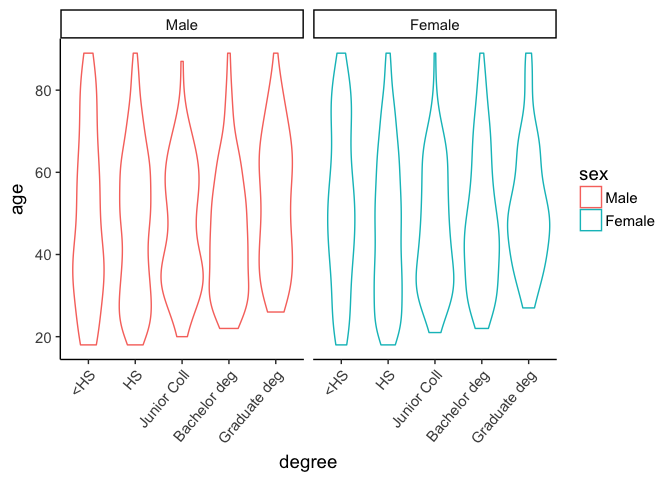 Male
Female
age
80
60
40
20
<HS
HS
Junior Coll
Bachelor deg
Graduate deg
<HS
HS
Junior Coll
Bachelor deg
Graduate deg
degree
sex
Male
Female